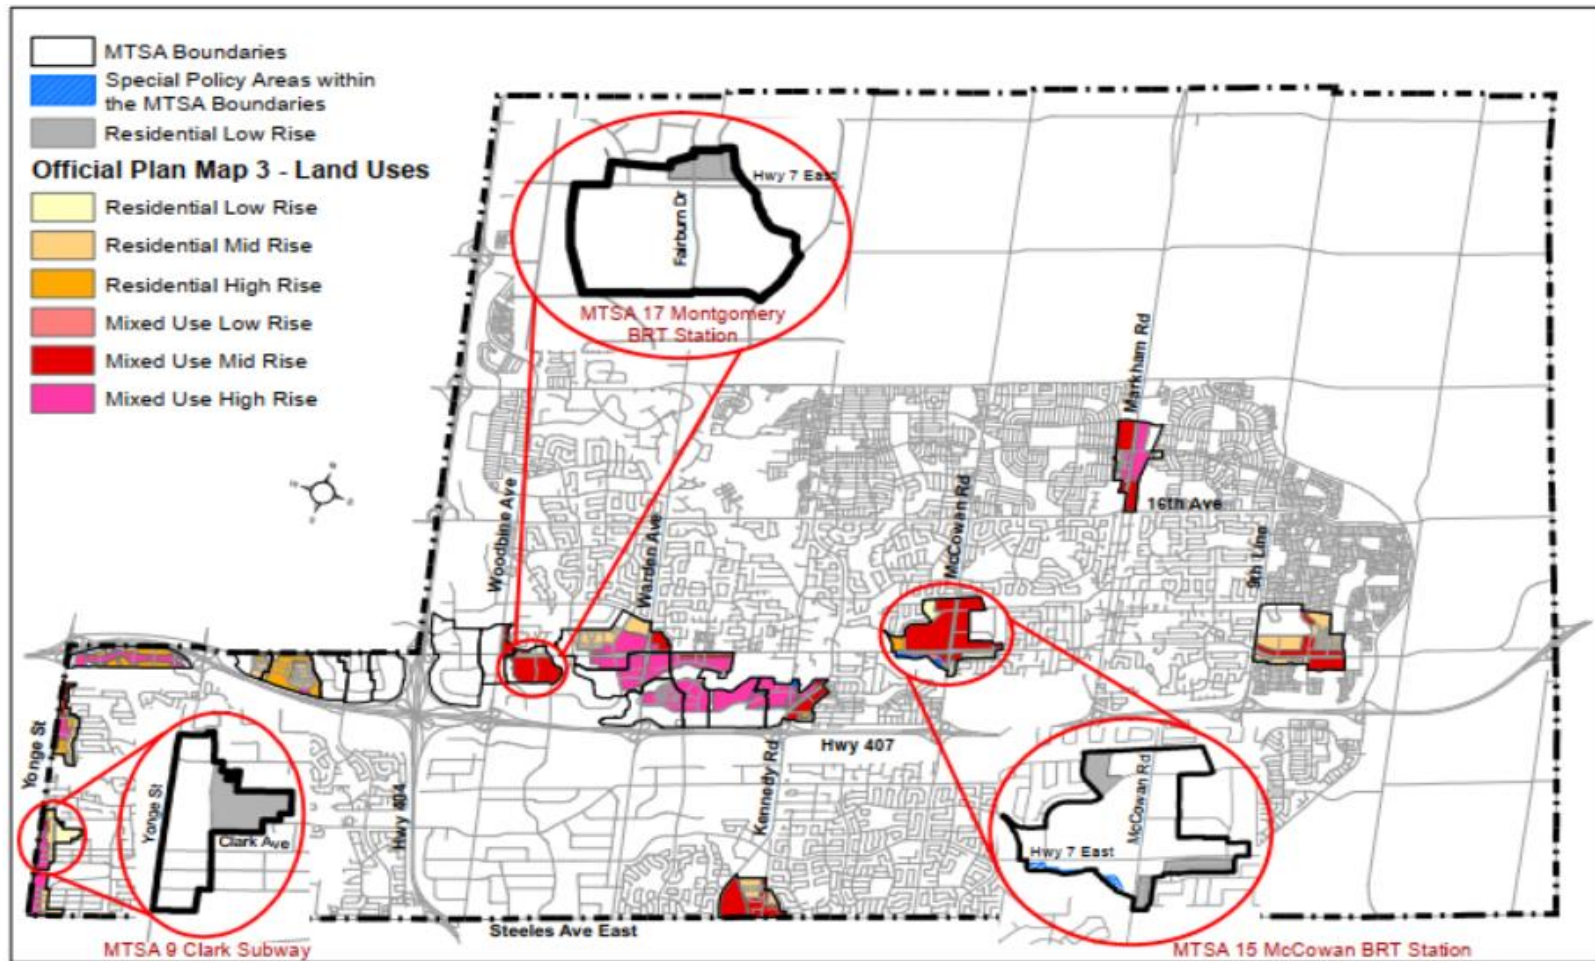 MTSA Boundaries
Special Policy Areas within
the MTSA Boundaries
Residential Low Rise
Official Plan Map 3 - Land Uses
Residential Low Rise
Residential Mid Rise
Residential High Rise
Mixed Use Low Rise
Mixed Use Mid Rise
Mixed Use High Rise
Hwy 7 East
Fairburn Dr
MTSA 17 Montgomery
BRT Station
Markham Rd
16th Ave
Woodbine Ave
Warden Ave
McCowan Rd
9th Line
Yonge St
Hwy 407
Hwy 404
Kennedy Rd
Yonge St
Clark Ave
MTSA 9 Clark Subway
McCowan Rd
Hwy 7 East
Steeles Ave East
MTSA 15 McCowan BRT Station